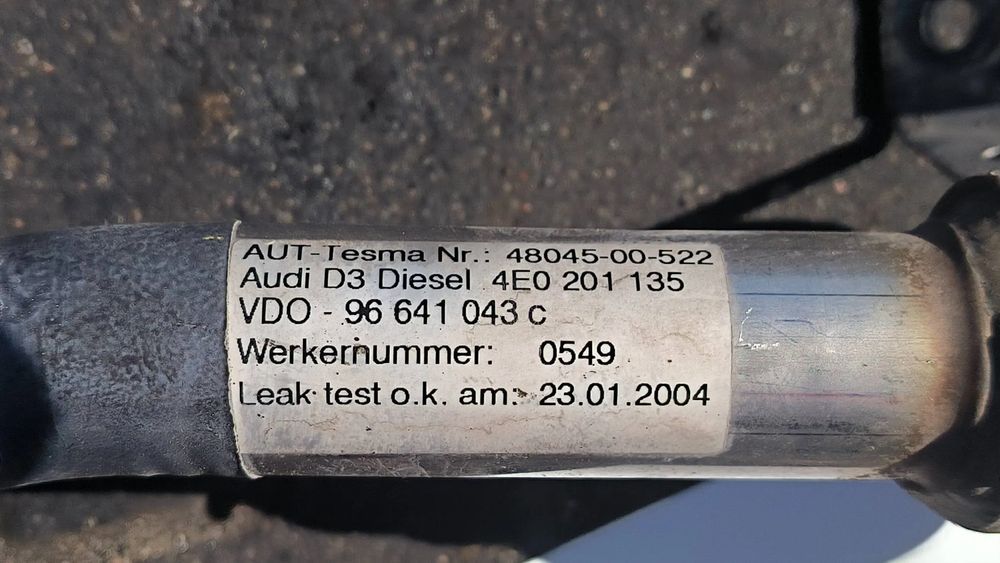 AUT-Tesma Nr.: 48045-00-522
Audi D3 Diesel 4E0 201 135
VDO - 96 641 043 c
Werkernummer: 0549
Leak test o.k. am: 23.01.2004